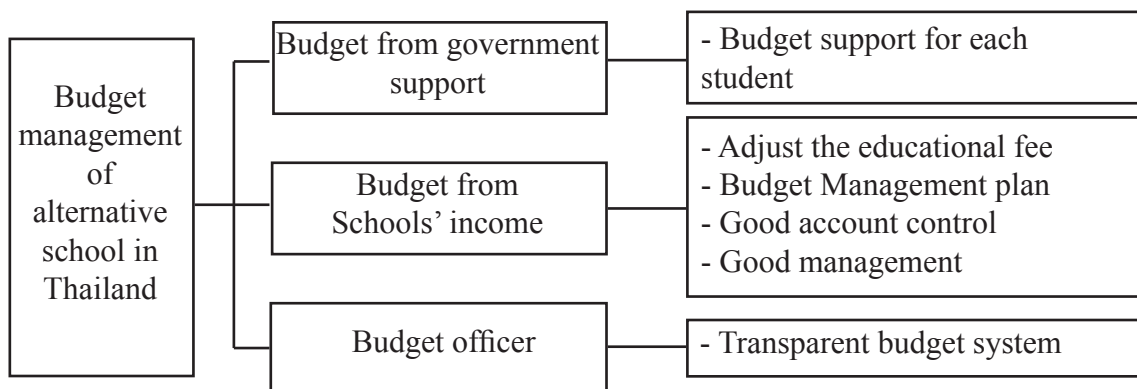 Budget
management
of
alternative
school in
Thailand
Budget from government
support
- Budget support for each
student
Budget from
Schools’ income
- Adjust the educational fee
- Budget Management plan
- Good account control
- Good management
Budget officer
- Transparent budget system